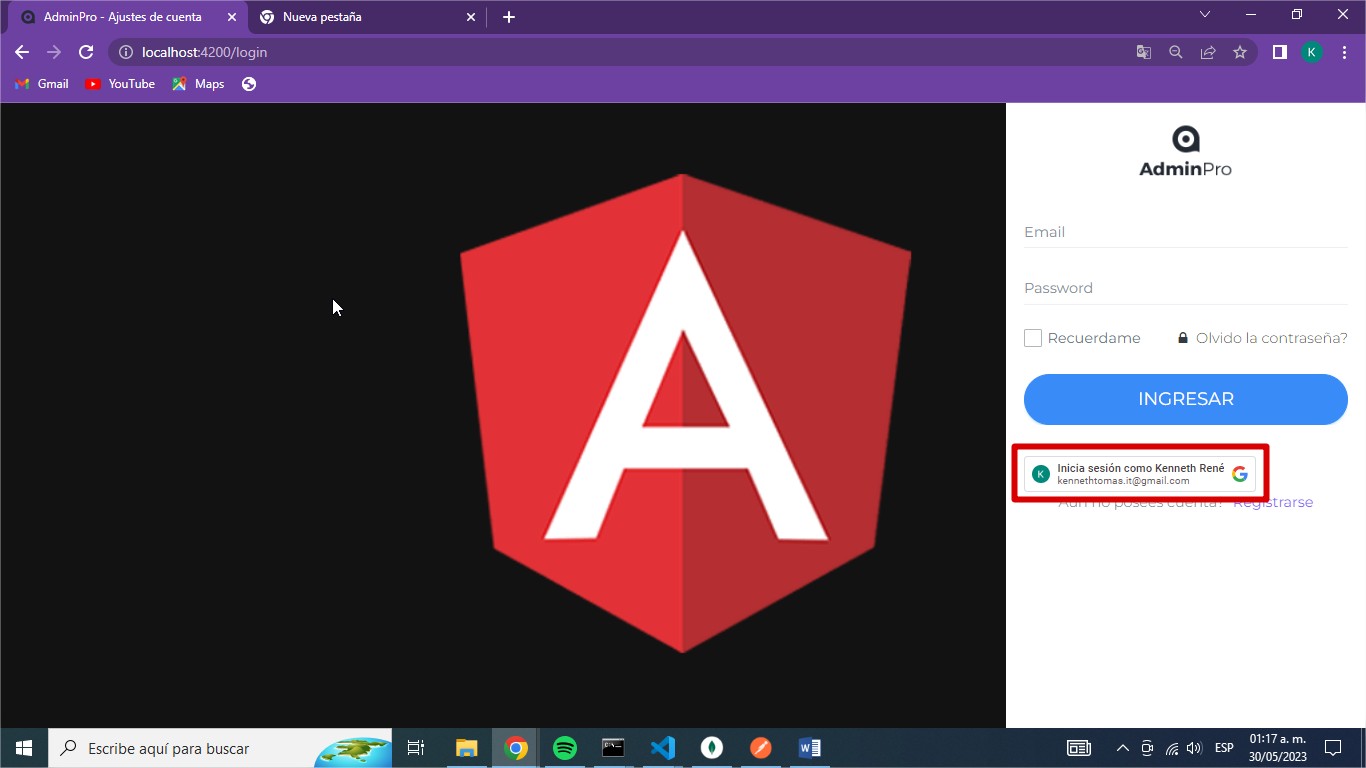 AdminPro - Ajustes de cuenta
Nueva pestaña
localhost:4200/login
K
Gmail
YouTube
Maps
A
AdminPro
Email
Password
Recuerdame
Olvido la contraseña?
INGRESAR
K
Inicia sesión como Kenneth René
kennethtomas.it@gmail.com
G
Aún no posees cuenta? Registrarse
Escribe aquí para buscar
ESP
01:17 a. m.
30/05/2023